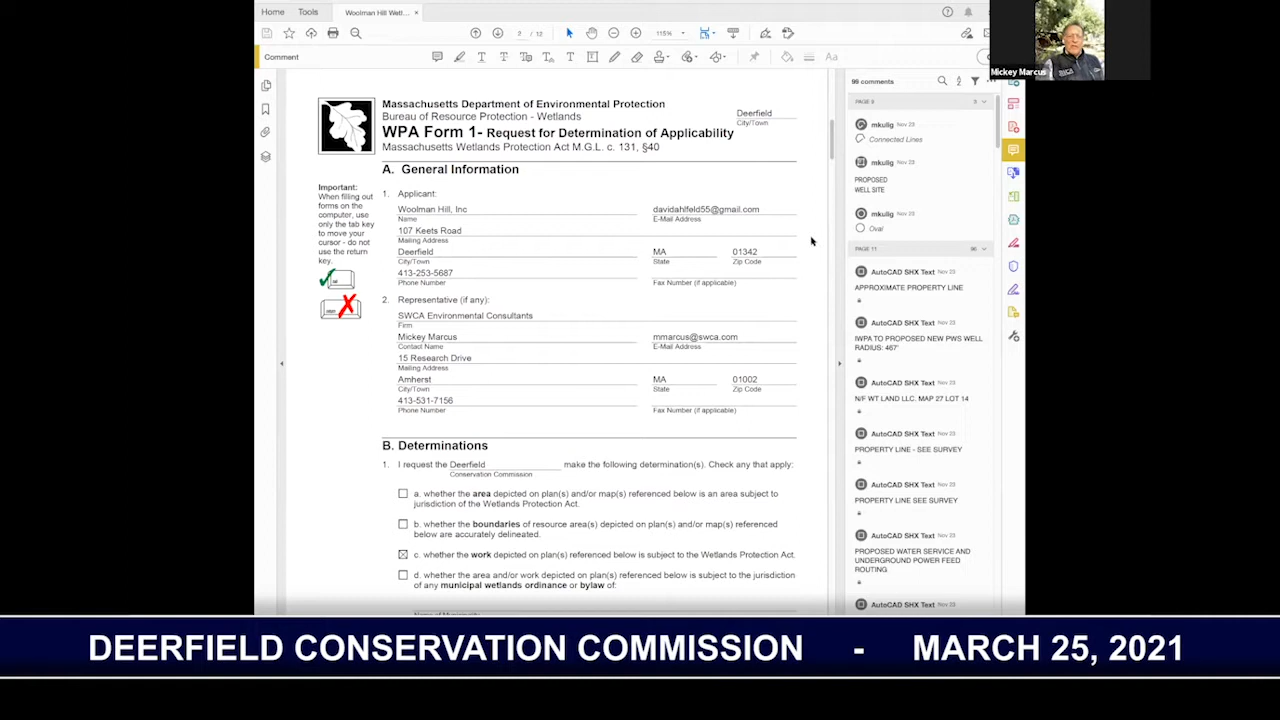 Home
Tools
Woolman Hill Wetl...
×
2 / 12
115%
Comment
Aa
Mickey Marcus
Massachusetts Department of Environmental Protection
Bureau of Resource Protection - Wetlands
WPA Form 1- Request for Determination of Applicability
Massachusetts Wetlands Protection Act M.G.L. c. 131, §40
Deerfield
City/Town
A. General Information
Important:
When filling out
forms on the
computer, use
only the tab key
to move your
cursor - do not
use the return
key.
1. Applicant:
Woolman Hill, Inc
davidahlfeld55@gmail.com
Name
E-Mail Address
107 Keets Road
Mailing Address
Deerfield
MA
01342
City/Town
State
Zip Code
413-253-5687
Phone Number
Fax Number (if applicable)
2. Representative (if any):
SWCA Environmental Consultants
Firm
Mickey Marcus
mmarcus@swca.com
Contact Name
E-Mail Address
15 Research Drive
Mailing Address
Amherst
MA
01002
City/Town
State
Zip Code
413-531-7156
Phone Number
Fax Number (if applicable)
B. Determinations
1. I request the Deerfield make the following determination(s). Check any that apply:
Conservation Commission
a. whether the area depicted on plan(s) and/or map(s) referenced below is an area subject to
jurisdiction of the Wetlands Protection Act.
b. whether the boundaries of resource area(s) depicted on plan(s) and/or map(s) referenced
below are accurately delineated.
c. whether the work depicted on plan(s) referenced below is subject to the Wetlands Protection Act.
d. whether the area and/or work depicted on plan(s) referenced below is subject to the jurisdiction
of any municipal wetlands ordinance or bylaw of:
Name of Municipality
99 comments
PAGE 9
3
mkulig Nov 23
Connected Lines
mkulig Nov 23
PROPOSED
WELL SITE
mkulig Nov 23
Oval
PAGE 11
96
AutoCAD SHX Text Nov 23
APPROXIMATE PROPERTY LINE
AutoCAD SHX Text Nov 23
IWPA TO PROPOSED NEW PWS WELL
RADIUS: 467'
AutoCAD SHX Text Nov 23
N/F WT LAND LLC. MAP 27 LOT 14
AutoCAD SHX Text Nov 23
PROPERTY LINE - SEE SURVEY
AutoCAD SHX Text Nov 23
PROPERTY LINE SEE SURVEY
AutoCAD SHX Text Nov 23
PROPOSED WATER SERVICE AND
UNDERGROUND POWER FEED
ROUTING
AutoCAD SHX Text Nov 23
DEERFIELD CONSERVATION COMMISSION - MARCH 25, 2021